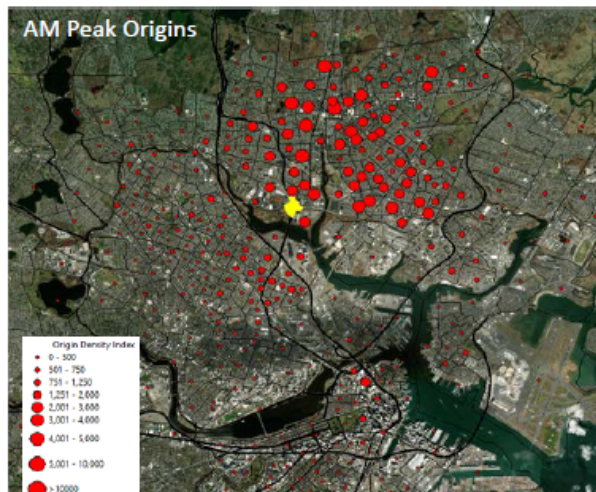 AM Peak Origins
Origin Density Index
0 - 500
501 - 750
751 - 1,250
1,251 - 2,000
2,001 - 3,000
3,001 - 4,000
4,001 - 5,000
5,001 - 10,000
>10000